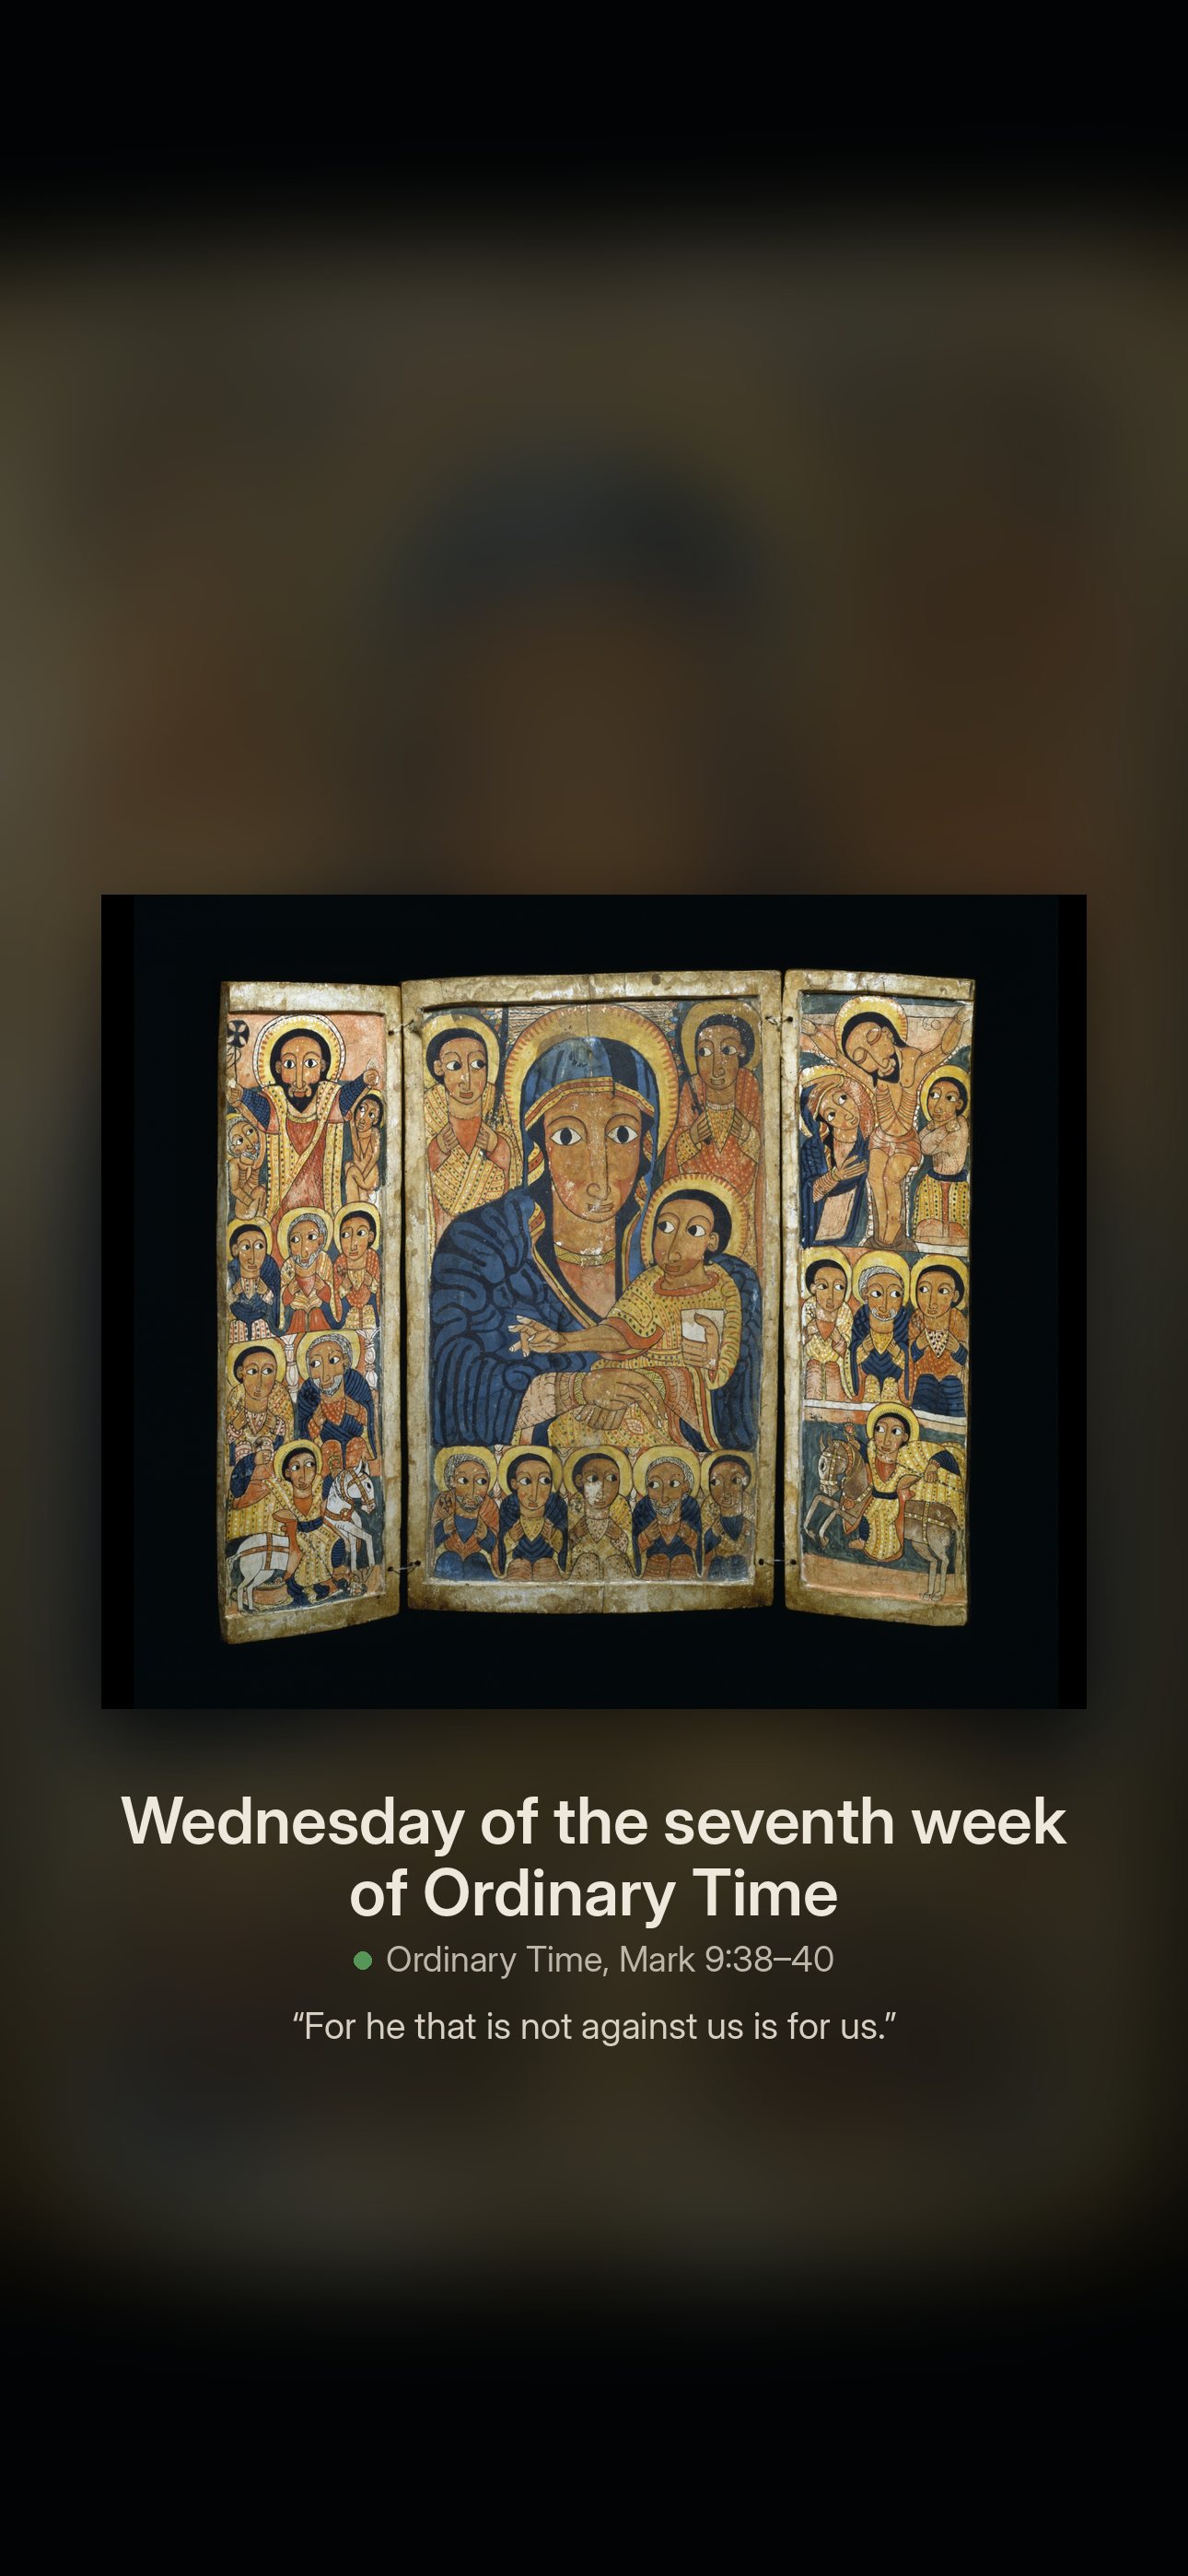 Wednesday of the seventh week
of Ordinary Time
Ordinary Time, Mark 9:38–40
“For he that is not against us is for us.”